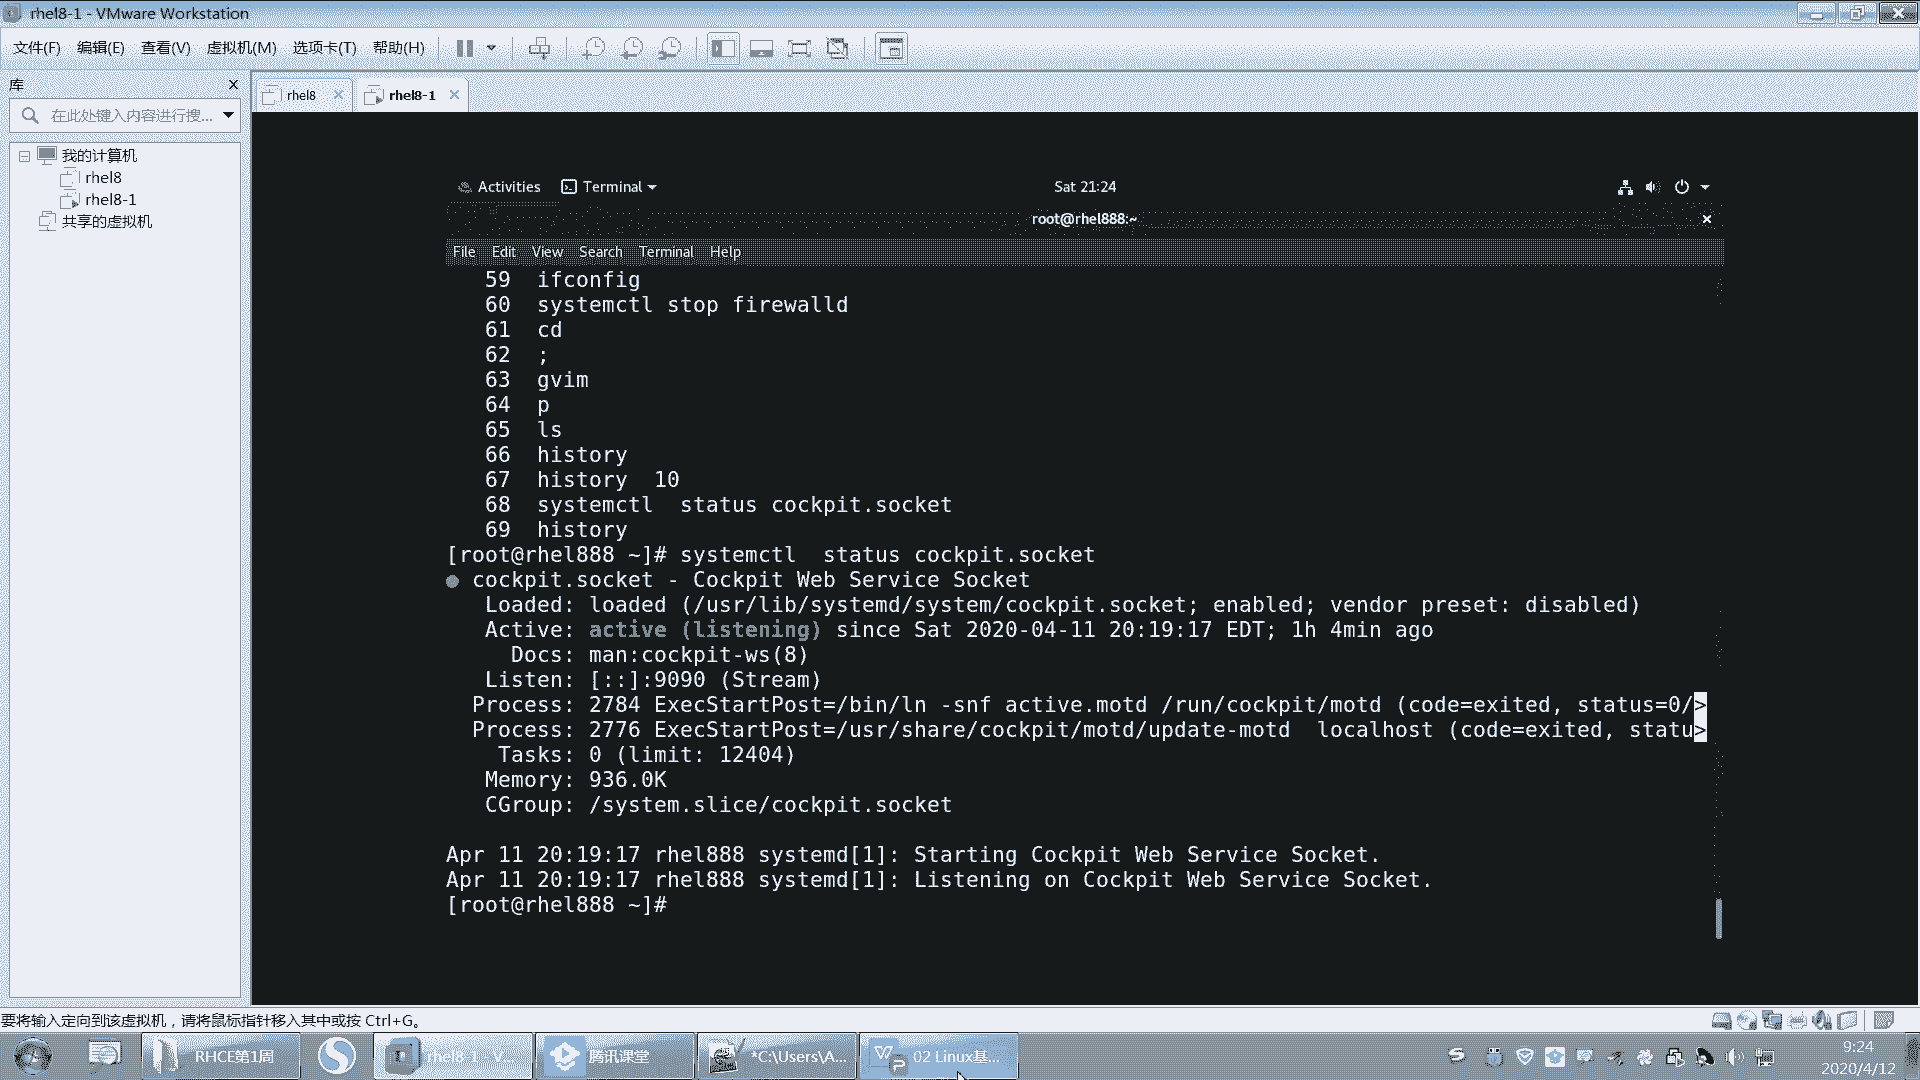 rhel8-1 - VMware Workstation
文件(F) 编辑(E) 查看(V) 虚拟机(M) 选项卡(T) 帮助(H)
库
在此处键入内容进行搜...
我的计算机
rhel8
rhel8-1
共享的虚拟机
rhel8
rhel8-1
Activities Terminal Sat 21:24
root@rhel888:~
File Edit View Search Terminal Help
59 ifconfig
60 systemctl stop firewalld
61 cd
62 ;
63 gvim
64 p
65 ls
66 history
67 history  10
68 systemctl  status cockpit.socket
69 history
[root@rhel888 ~]# systemctl  status cockpit.socket
● cockpit.socket - Cockpit Web Service Socket
Loaded: loaded (/usr/lib/systemd/system/cockpit.socket; enabled; vendor preset: disabled)
Active: active (listening) since Sat 2020-04-11 20:19:17 EDT; 1h 4min ago
Docs: man:cockpit-ws(8)
Listen: [::]:9090 (Stream)
Process: 2784 ExecStartPost=/bin/ln -snf active.motd /run/cockpit/motd (code=exited, status=0/>
Process: 2776 ExecStartPost=/usr/share/cockpit/motd/update-motd  localhost (code=exited, statu>
Tasks: 0 (limit: 12404)
Memory: 936.0K
CGroup: /system.slice/cockpit.socket
Apr 11 20:19:17 rhel888 systemd[1]: Starting Cockpit Web Service Socket.
Apr 11 20:19:17 rhel888 systemd[1]: Listening on Cockpit Web Service Socket.
[root@rhel888 ~]#
要将输入定向到该虚拟机，请将鼠标指针移入其中或按 Ctrl+G。
RHCE第1周 rhel8-1 - V... 腾讯课堂 *C:\Users\A... 02 Linux基...
9:24
2020/4/12